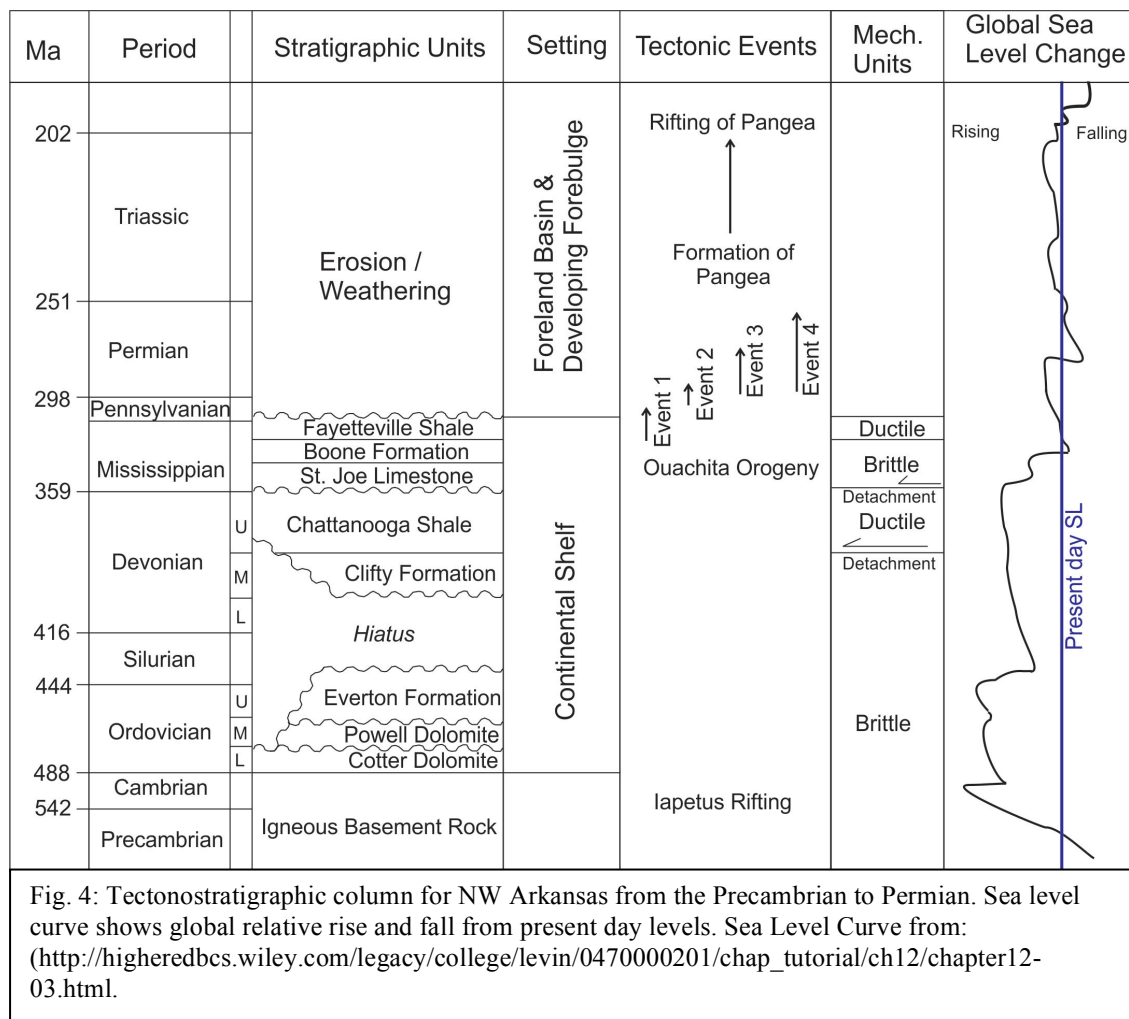 Ma
Period
Stratigraphic Units
Setting
Tectonic Events
Mech.
Units
Global Sea
Level Change
202
251
298
359
416
444
488
542
Triassic
Permian
Pennsylvanian
Mississippian
Devonian
Silurian
Ordovician
Cambrian
Precambrian
U
M
L
U
M
L
Erosion /
Weathering
Fayetteville Shale
Boone Formation
St. Joe Limestone
Chattanooga Shale
Clifty Formation
Hiatus
Everton Formation
Powell Dolomite
Cotter Dolomite
Igneous Basement Rock
Foreland Basin &
Developing Forebulge
Continental Shelf
Rifting of Pangea
Formation of
Pangea
Event 1
Event 2
Event 3
Event 4
Ouachita Orogeny
Iapetus Rifting
Ductile
Brittle
Detachment
Ductile
Detachment
Brittle
Rising
Falling
Present day SL
Fig. 4: Tectonostratigraphic column for NW Arkansas from the Precambrian to Permian. Sea level
curve shows global relative rise and fall from present day levels. Sea Level Curve from:
(http://higheredbcs.wiley.com/legacy/college/levin/0470000201/chap_tutorial/ch12/chapter12-
03.html.